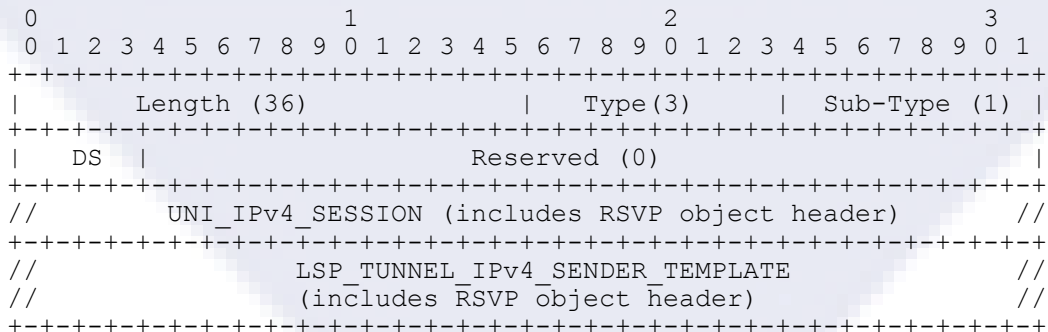 0                   1                   2                   3
 0 1 2 3 4 5 6 7 8 9 0 1 2 3 4 5 6 7 8 9 0 1 2 3 4 5 6 7 8 9 0 1
+-+-+-+-+-+-+-+-+-+-+-+-+-+-+-+-+-+-+-+-+-+-+-+-+-+-+-+-+-+-+-+-+
|       Length (36)             |   Type(3)     |  Sub-Type (1) |
+-+-+-+-+-+-+-+-+-+-+-+-+-+-+-+-+-+-+-+-+-+-+-+-+-+-+-+-+-+-+-+-+
|   DS  |                    Reserved (0)                       |
+-+-+-+-+-+-+-+-+-+-+-+-+-+-+-+-+-+-+-+-+-+-+-+-+-+-+-+-+-+-+-+-+
//        UNI_IPv4_SESSION (includes RSVP object header)       //
+-+-+-+-+-+-+-+-+-+-+-+-+-+-+-+-+-+-+-+-+-+-+-+-+-+-+-+-+-+-+-+-+
//                LSP_TUNNEL_IPv4_SENDER_TEMPLATE              //
//                (includes RSVP object header)                //
+-+-+-+-+-+-+-+-+-+-+-+-+-+-+-+-+-+-+-+-+-+-+-+-+-+-+-+-+-+-+-+-+